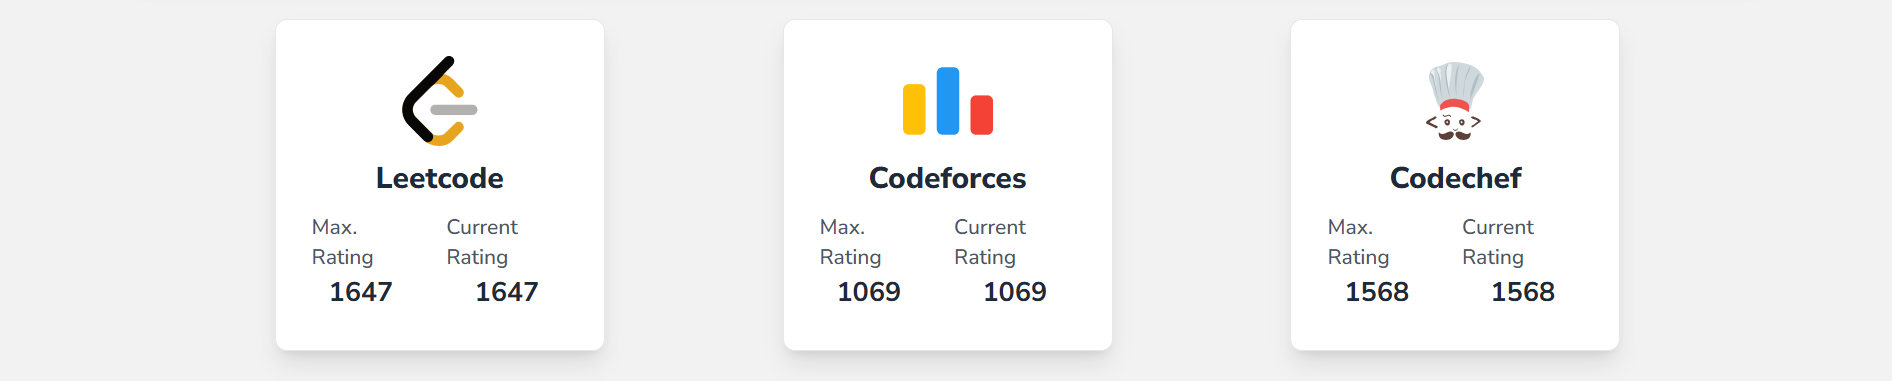 Leetcode
Max. Rating
Current Rating
1647
1647
Codeforces
Max. Rating
Current Rating
1069
1069
Codechef
Max. Rating
Current Rating
1568
1568